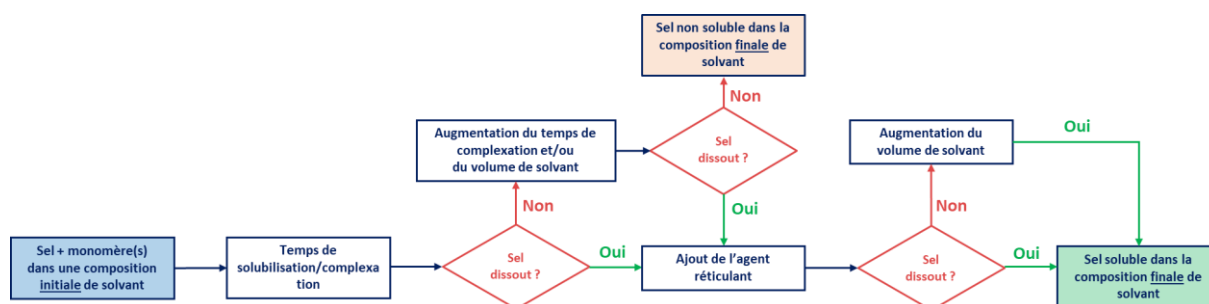 Sel non soluble dans la
composition finale de
solvant
Non
Augmentation du temps de
complexation et/ou
du volume de solvant
Sel
dissout ?
Augmentation du
volume de solvant
Oui
Non
Oui
Non
Sel + monomère(s)
dans une composition
initiale de solvant
Temps de
solubilisation/complexa
tion
Sel
dissout ?
Oui
Ajout de l'agent
réticulant
Sel
dissout ?
Oui
Sel soluble dans la
composition finale de
solvant